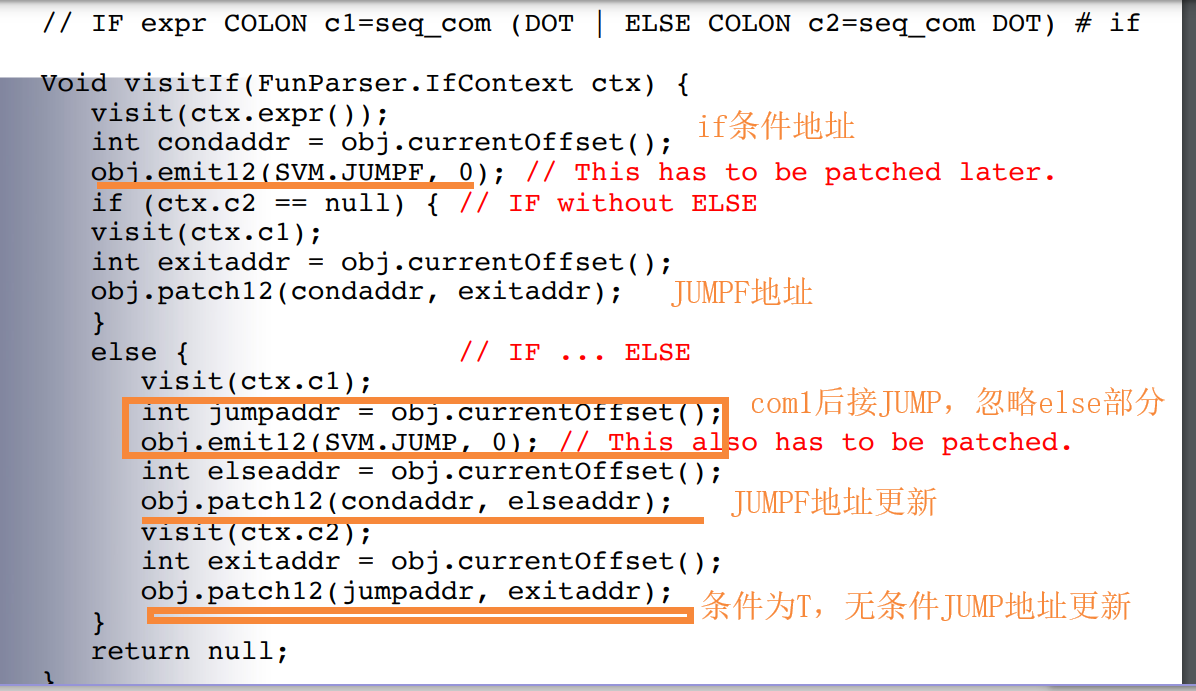 // IF expr COLON c1=seq_com (DOT | ELSE COLON c2=seq_com DOT) # if
Void visitIf(FunParser.IfContext ctx) {
visit(ctx.expr());
int condaddr = obj.currentOffset(); if条件地址
obj.emit12(SVM.JUMPF, 0); // This has to be patched later.
if (ctx.c2 == null) { // IF without ELSE
visit(ctx.c1);
int exitaddr = obj.currentOffset();
obj.patch12(condaddr, exitaddr); JUMPF地址
}
else { // IF ... ELSE
visit(ctx.c1);
int jumpaddr = obj.currentOffset(); com1后接JUMP，忽略else部分
obj.emit12(SVM.JUMP, 0); // This also has to be patched.
int elseaddr = obj.currentOffset();
obj.patch12(condaddr, elseaddr); JUMPF地址更新
visit(ctx.c2);
int exitaddr = obj.currentOffset();
obj.patch12(jumpaddr, exitaddr); 条件为T，无条件JUMP地址更新
}
return null;
}